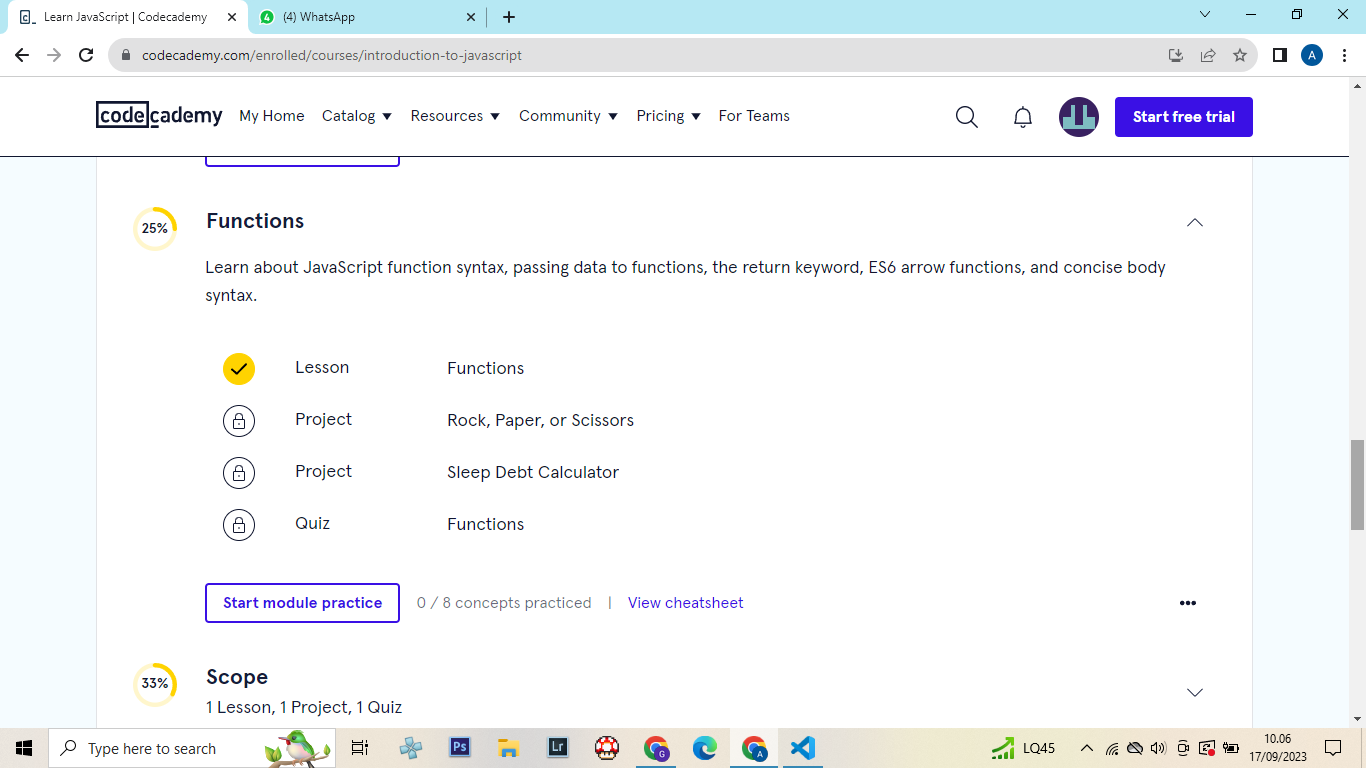 Learn JavaScript | Codecademy
(4) WhatsApp
codecademy.com/enrolled/courses/introduction-to-javascript
A
codecademy
My Home
Catalog
Resources
Community
Pricing
For Teams
Start free trial
25%
Functions
Learn about JavaScript function syntax, passing data to functions, the return keyword, ES6 arrow functions, and concise body
syntax.
Lesson Functions
Project Rock, Paper, or Scissors
Project Sleep Debt Calculator
Quiz Functions
Start module practice
0 / 8 concepts practiced | View cheatsheet
33%
Scope
1 Lesson, 1 Project, 1 Quiz
Type here to search
Ps
Lr
G
A
LQ45
10.06
17/09/2023